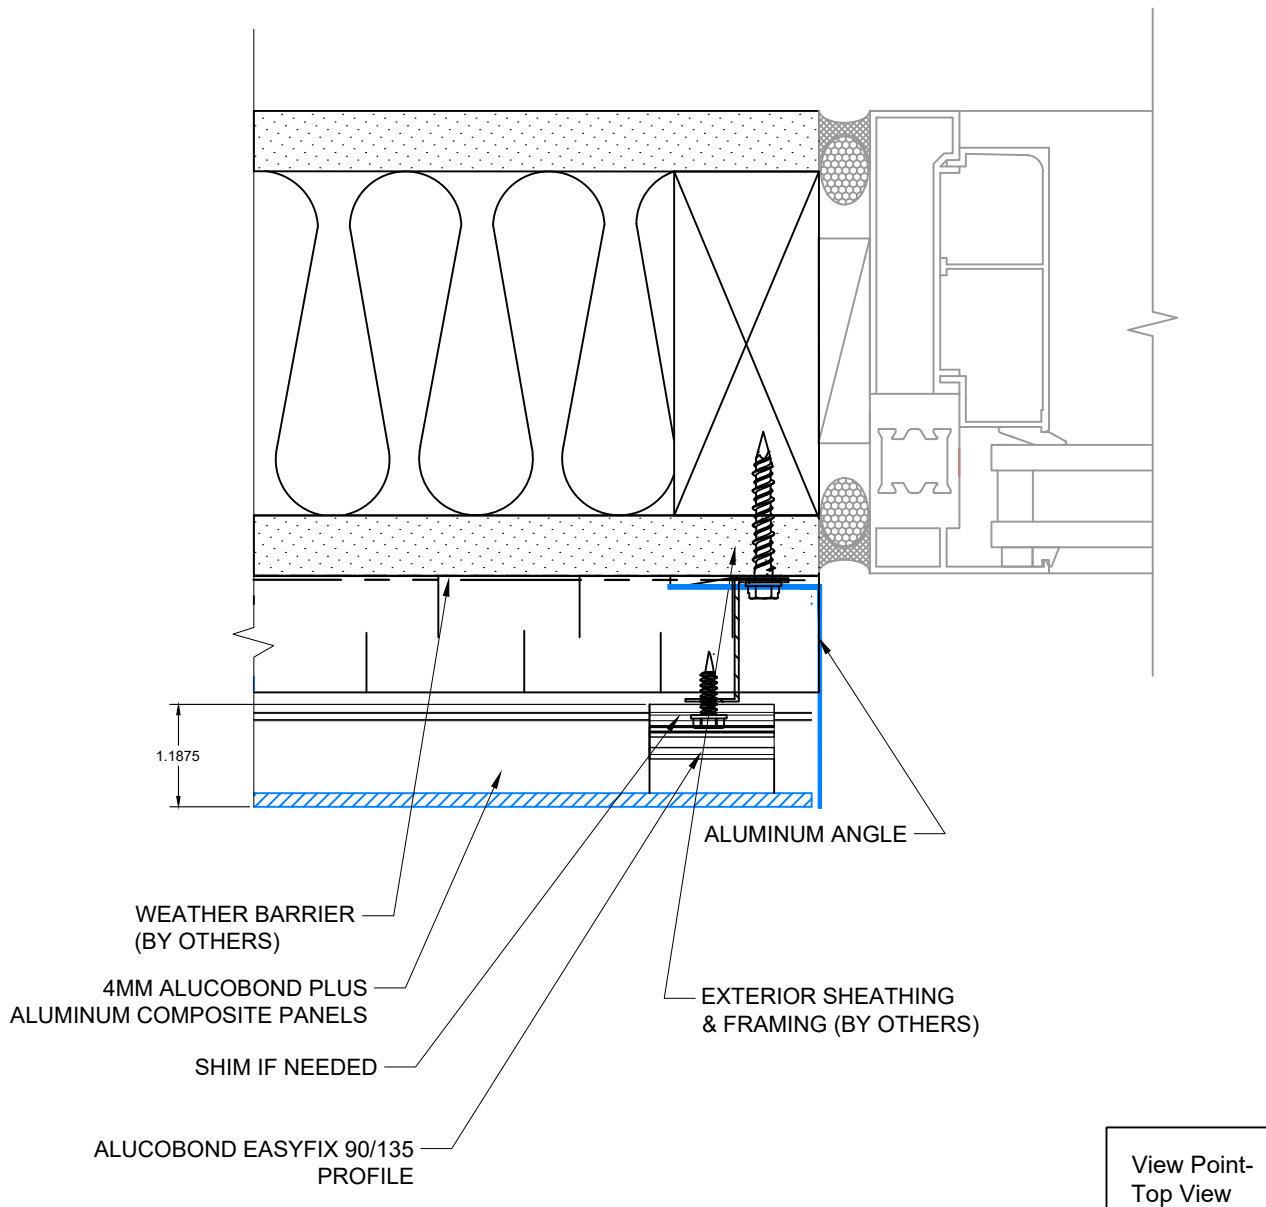 1.1875
ALUMINUM ANGLE
WEATHER BARRIER
(BY OTHERS)
4MM ALUCOBOND PLUS
ALUMINUM COMPOSITE PANELS
EXTERIOR SHEATHING
& FRAMING (BY OTHERS)
SHIM IF NEEDED
ALUCOBOND EASYFIX 90/135
PROFILE
View Point-
Top View